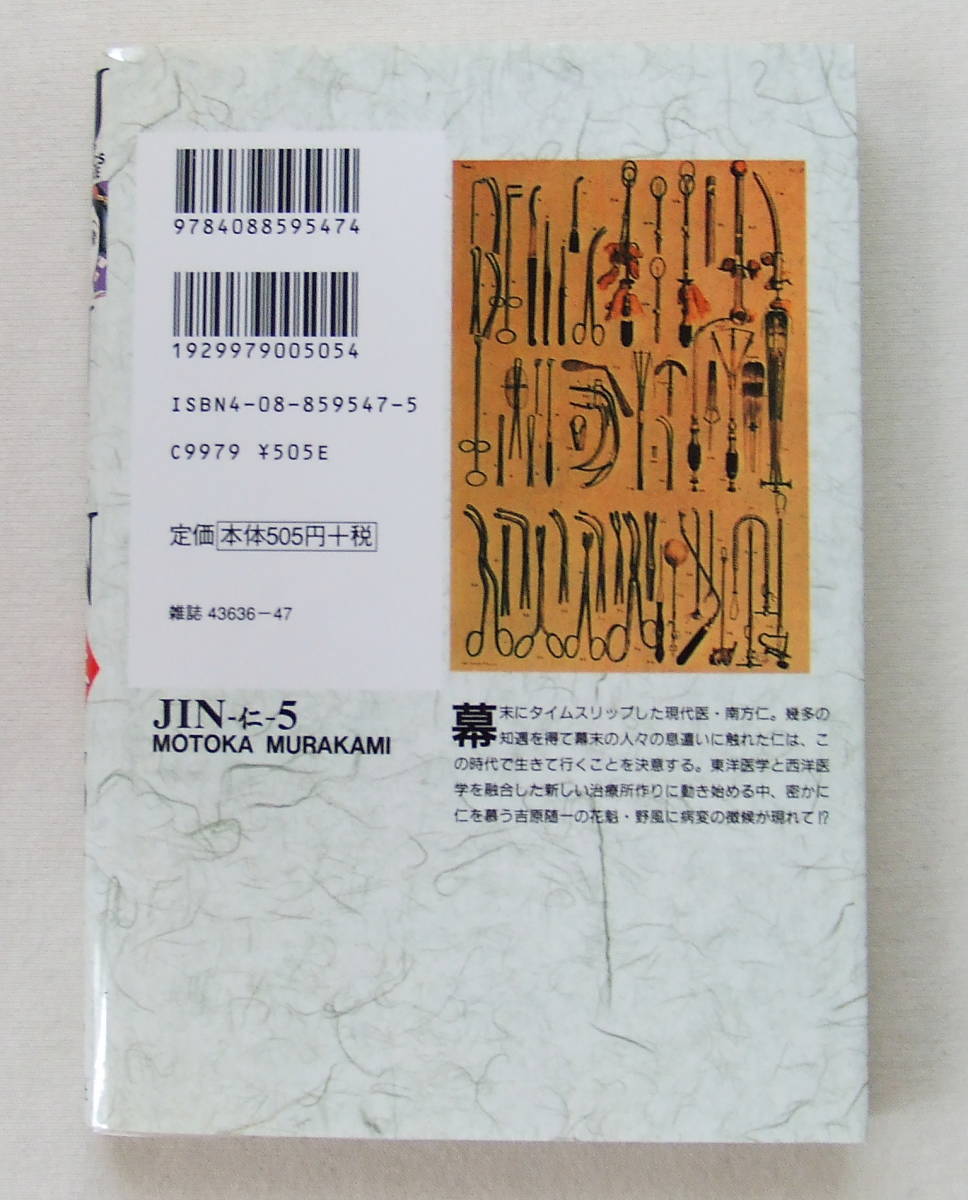 9784088595474
1929979005054
ISBN4-08-859547-5
C9979 ¥505E
定価本体505円+税
雑誌 43636-47
JIN-仁-5
MOTOKA MURAKAMI
幕末にタイムスリップした現代医・南方仁。幾多の
知遇を得て幕末の人々の息遣いに触れた仁は、こ
の時代で生きて行くことを決意する。東洋医学と西洋医
学を融合した新しい治療所作りに動き始める中、密かに
仁を慕う吉原随一の花魁・野風に病変の徴候が現れて!?